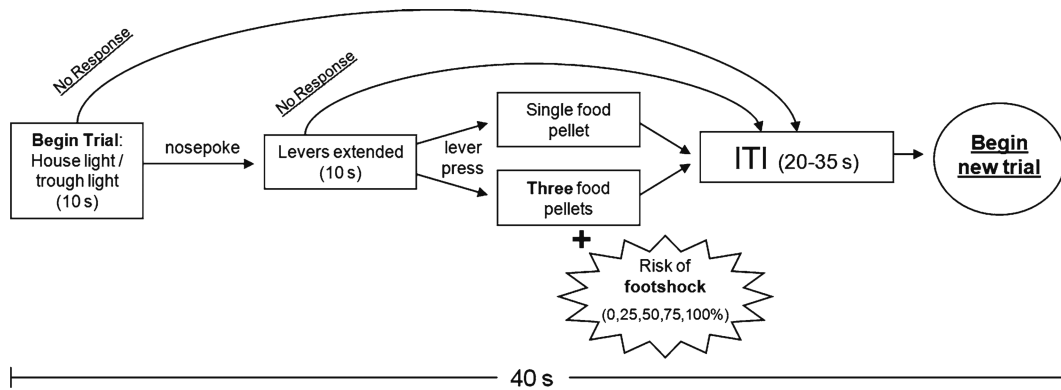 No Response
No Response
Begin Trial:
House light /
trough light
(10 s)
nosepoke
Levers extended
(10 s)
lever
press
Single food
pellet
Three food
pellets
+
Risk of
footshock
(0,25,50,75,100%)
ITI (20-35 s)
Begin
new trial
40 s